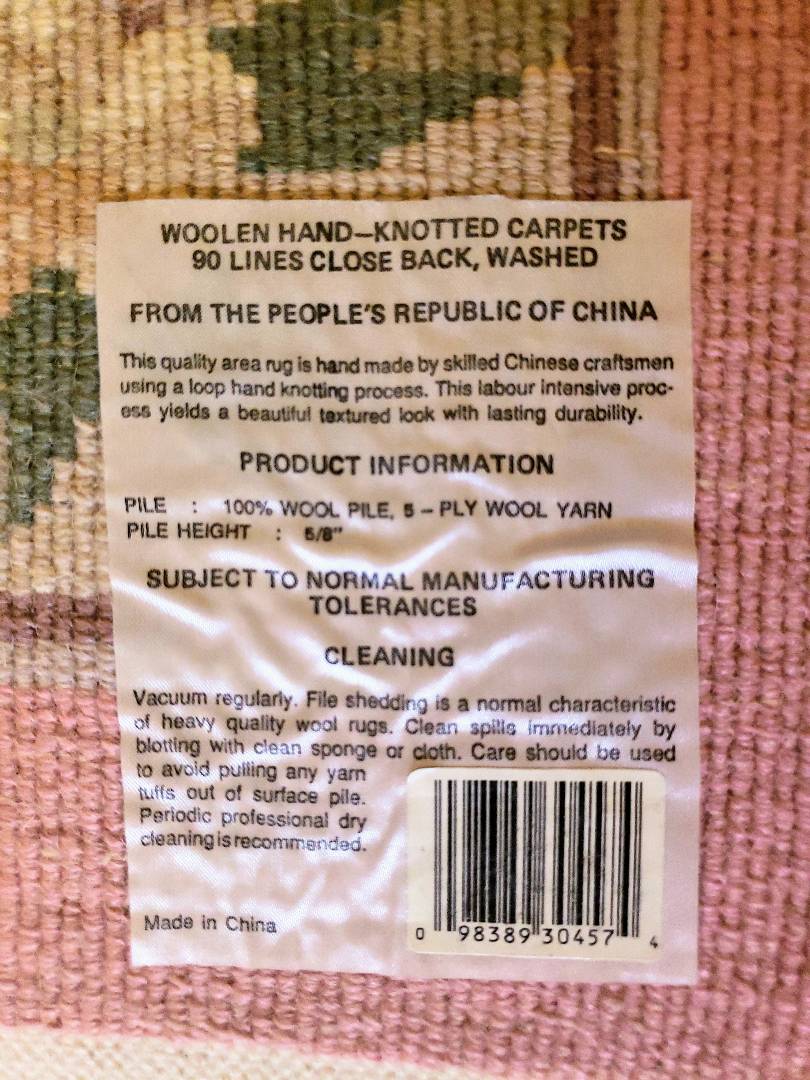 WOOLEN HAND–KNOTTED CARPETS
90 LINES CLOSE BACK, WASHED
FROM THE PEOPLE'S REPUBLIC OF CHINA
This quality area rug is hand made by skilled Chinese craftsmen
using a loop hand knotting process. This labour intensive proc-
ess yields a beautiful textured look with lasting durability.
PRODUCT INFORMATION
PILE : 100% WOOL PILE, 5 – PLY WOOL YARN
PILE HEIGHT : 5/8"
SUBJECT TO NORMAL MANUFACTURING
TOLERANCES
CLEANING
Vacuum regularly. File shedding is a normal characteristic
of heavy quality wool rugs. Clean spills immediately by
blotting with clean sponge or cloth. Care should be used
to avoid pulling any yarn
tuffs out of surface pile.
Periodic professional dry
cleaning is recommended.
Made in China
0 98389 30457 4